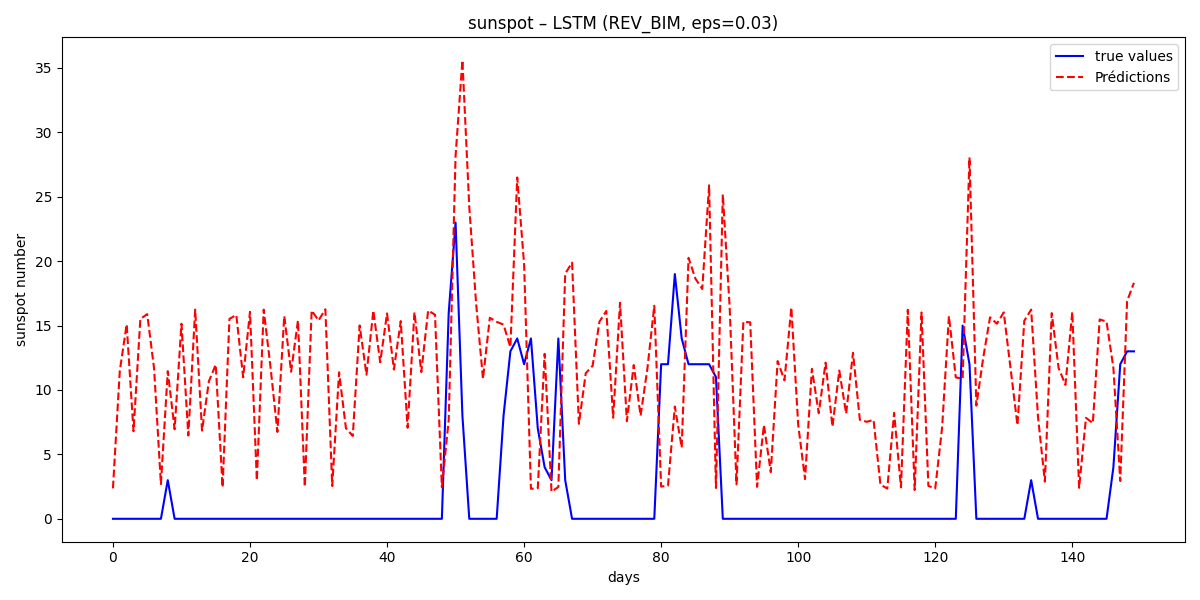 sunspot – LSTM (REV_BIM, eps=0.03)
true values
Prédictions
sunspot number
35
30
25
20
15
10
5
0
0 20 40 60 80 100 120 140
days